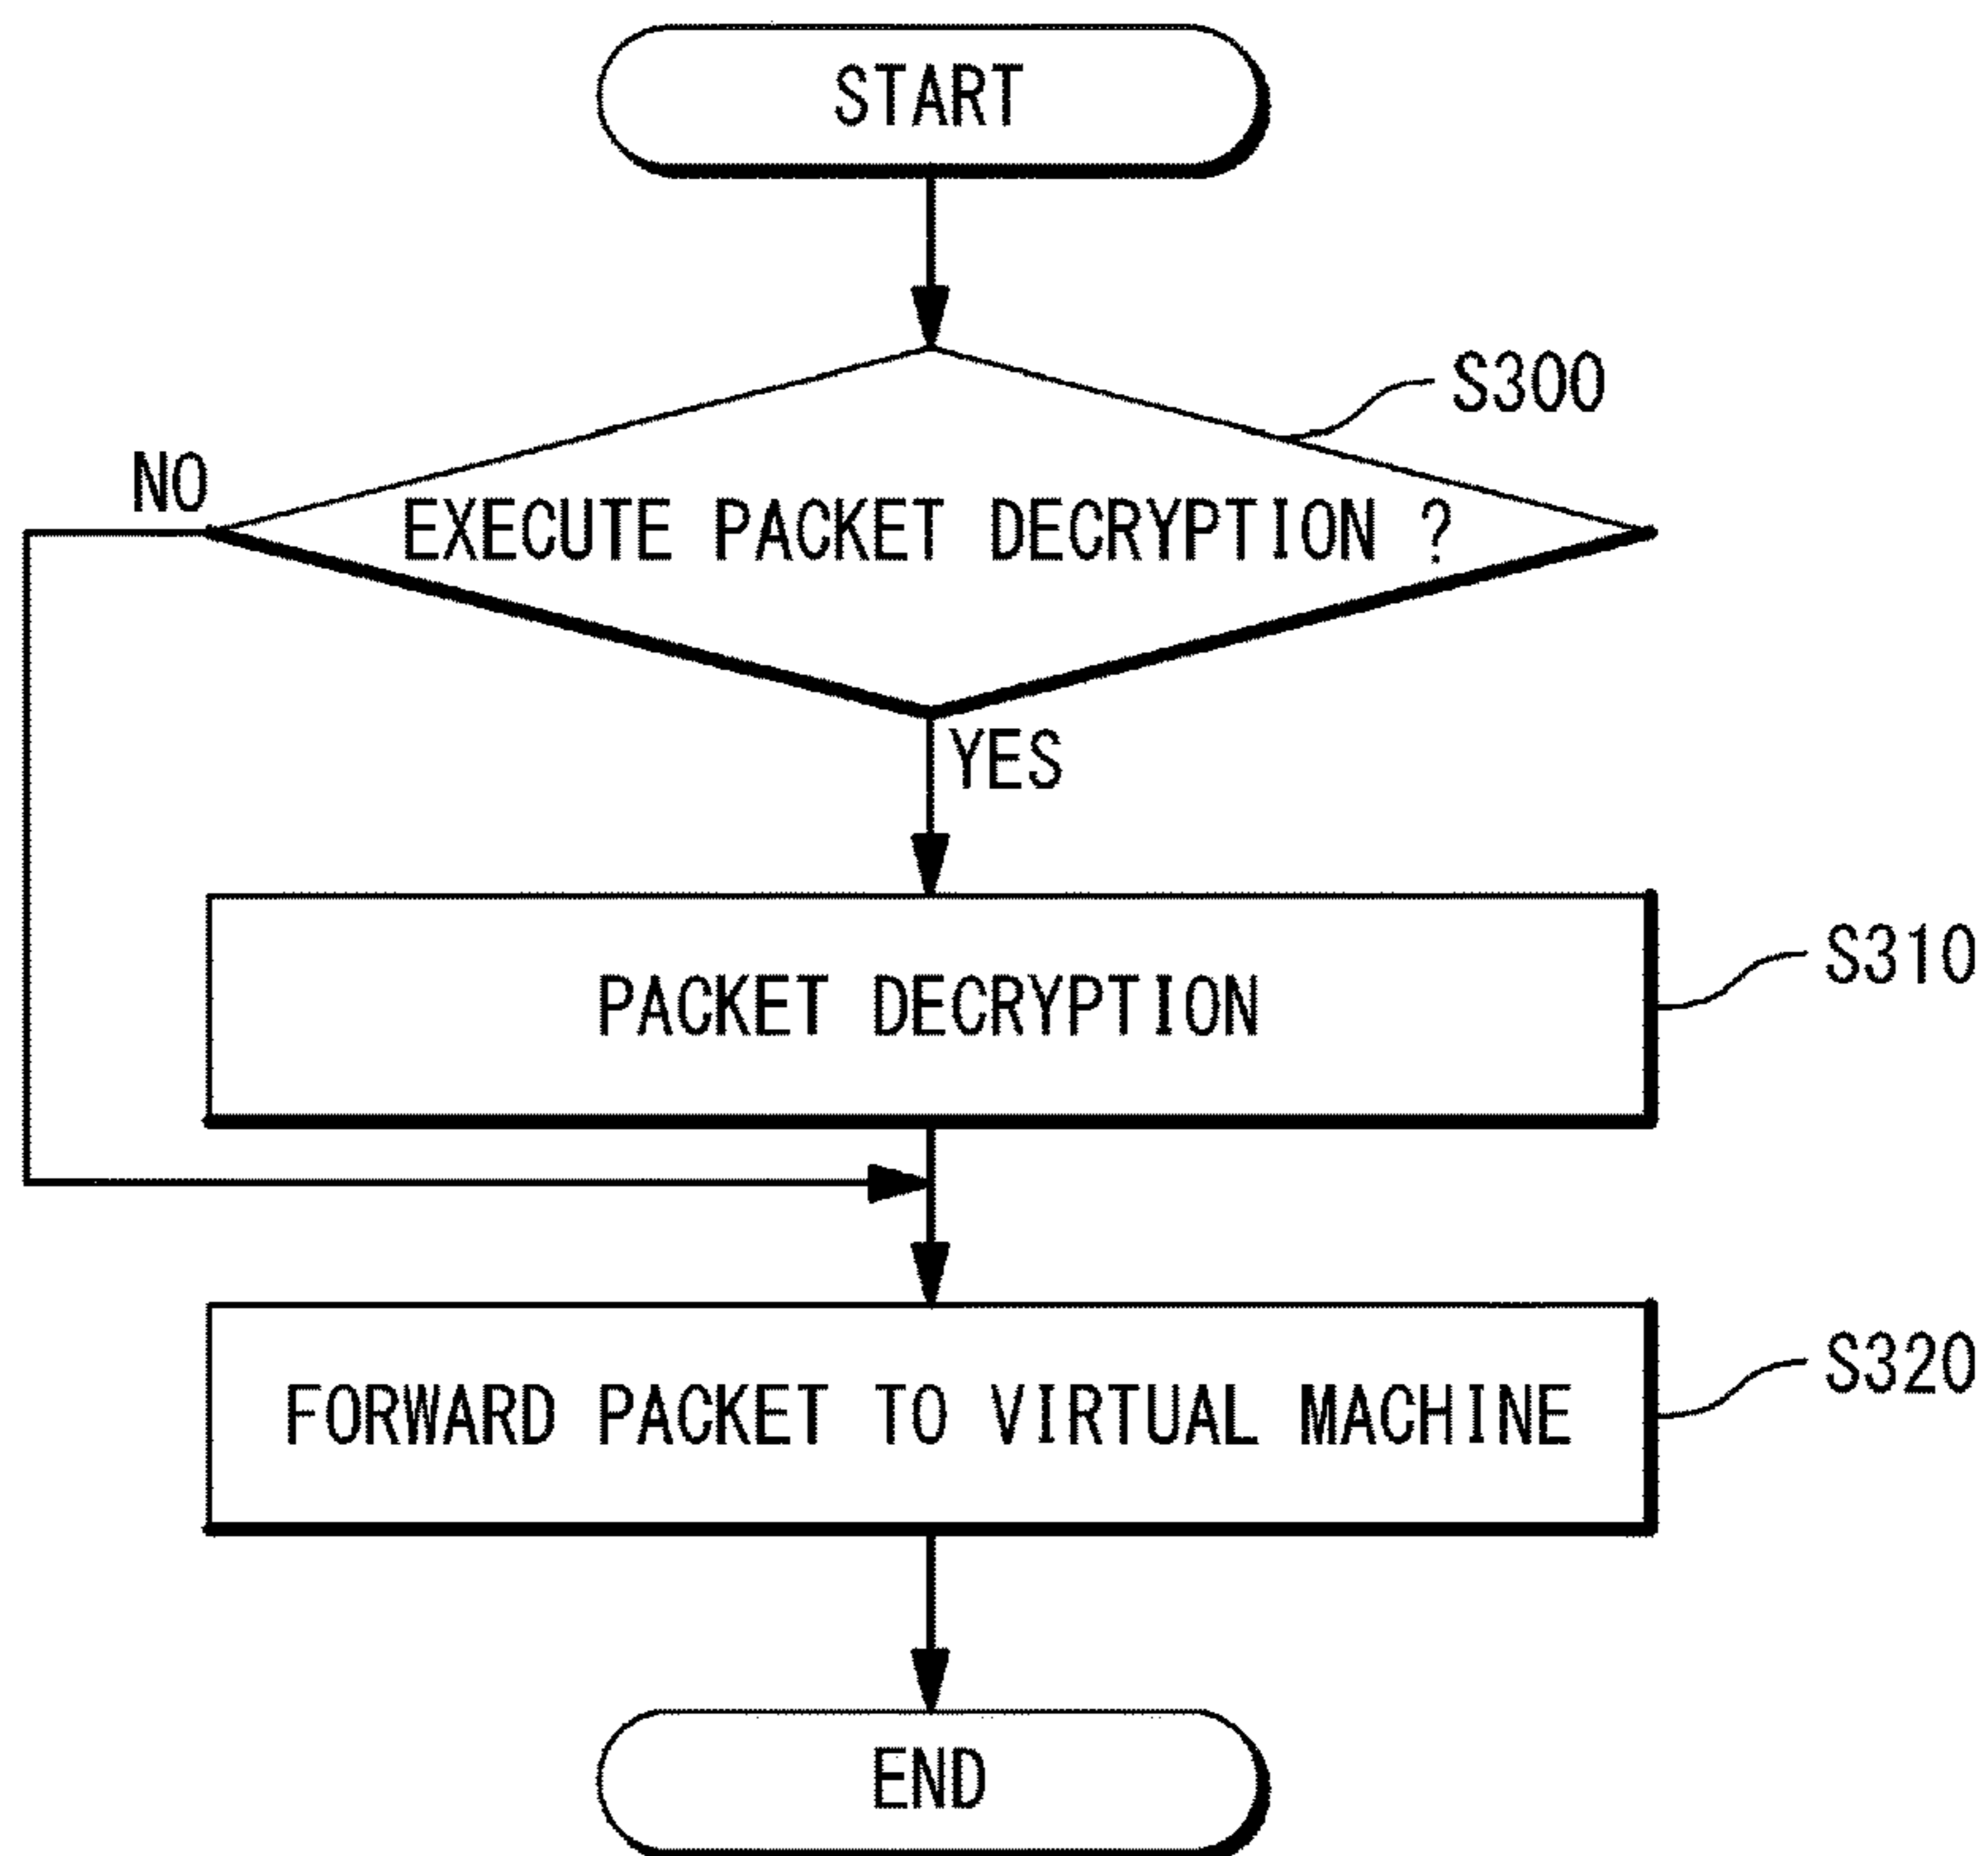 START
S300
NO
EXECUTE PACKET DECRYPTION ?
YES
PACKET DECRYPTION
S310
FORWARD PACKET TO VIRTUAL MACHINE
S320
END